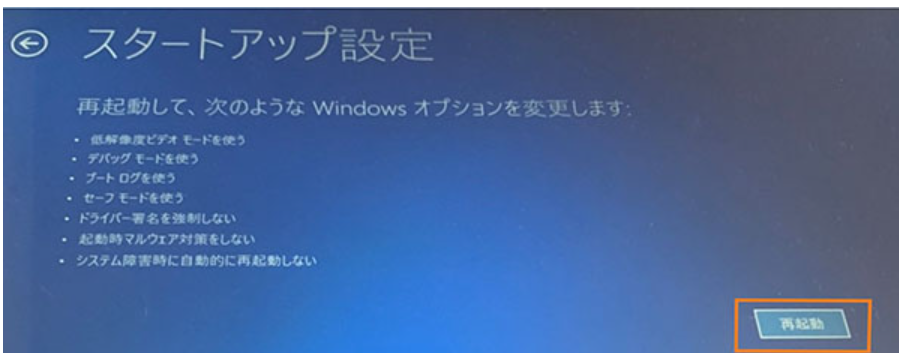 スタートアップ設定
再起動して、次のような Windows オプションを変更します:
• 低解像度ビデオ モードを使う
• デバッグ モードを使う
• ブート ログを使う
• セーフ モードを使う
• ドライバー署名を強制しない
• 起動時マルウェア対策をしない
• システム障害時に自動的に再起動しない
再起動